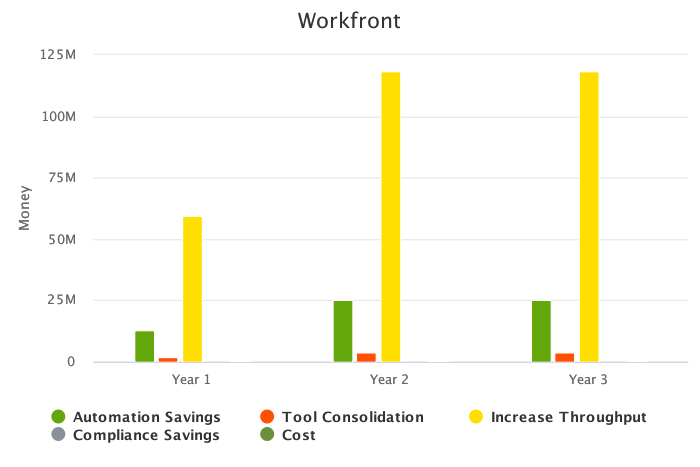 Workfront
125M
100M
75M
50M
25M
0
Money
Year 1
Year 2
Year 3
Automation Savings
Tool Consolidation
Increase Throughput
Compliance Savings
Cost